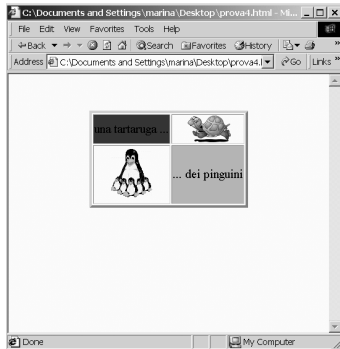 C:\Documents and Settings\marina\Desktop\prova4.html - Mi...
File Edit View Favorites Tools Help
Back Search Favorites History
Address C:\Documents and Settings\marina\Desktop\prova4.l Go Links »
una tartaruga ...
... dei pinguini
Done My Computer